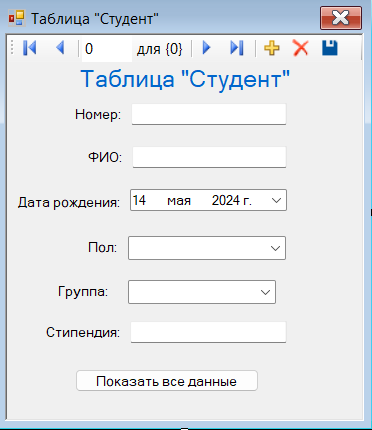 Таблица "Студент"
0 для {0}
Таблица "Студент"
Номер:
ФИО:
Дата рождения: 14 мая 2024 г.
Пол:
Группа:
Стипендия:
Показать все данные